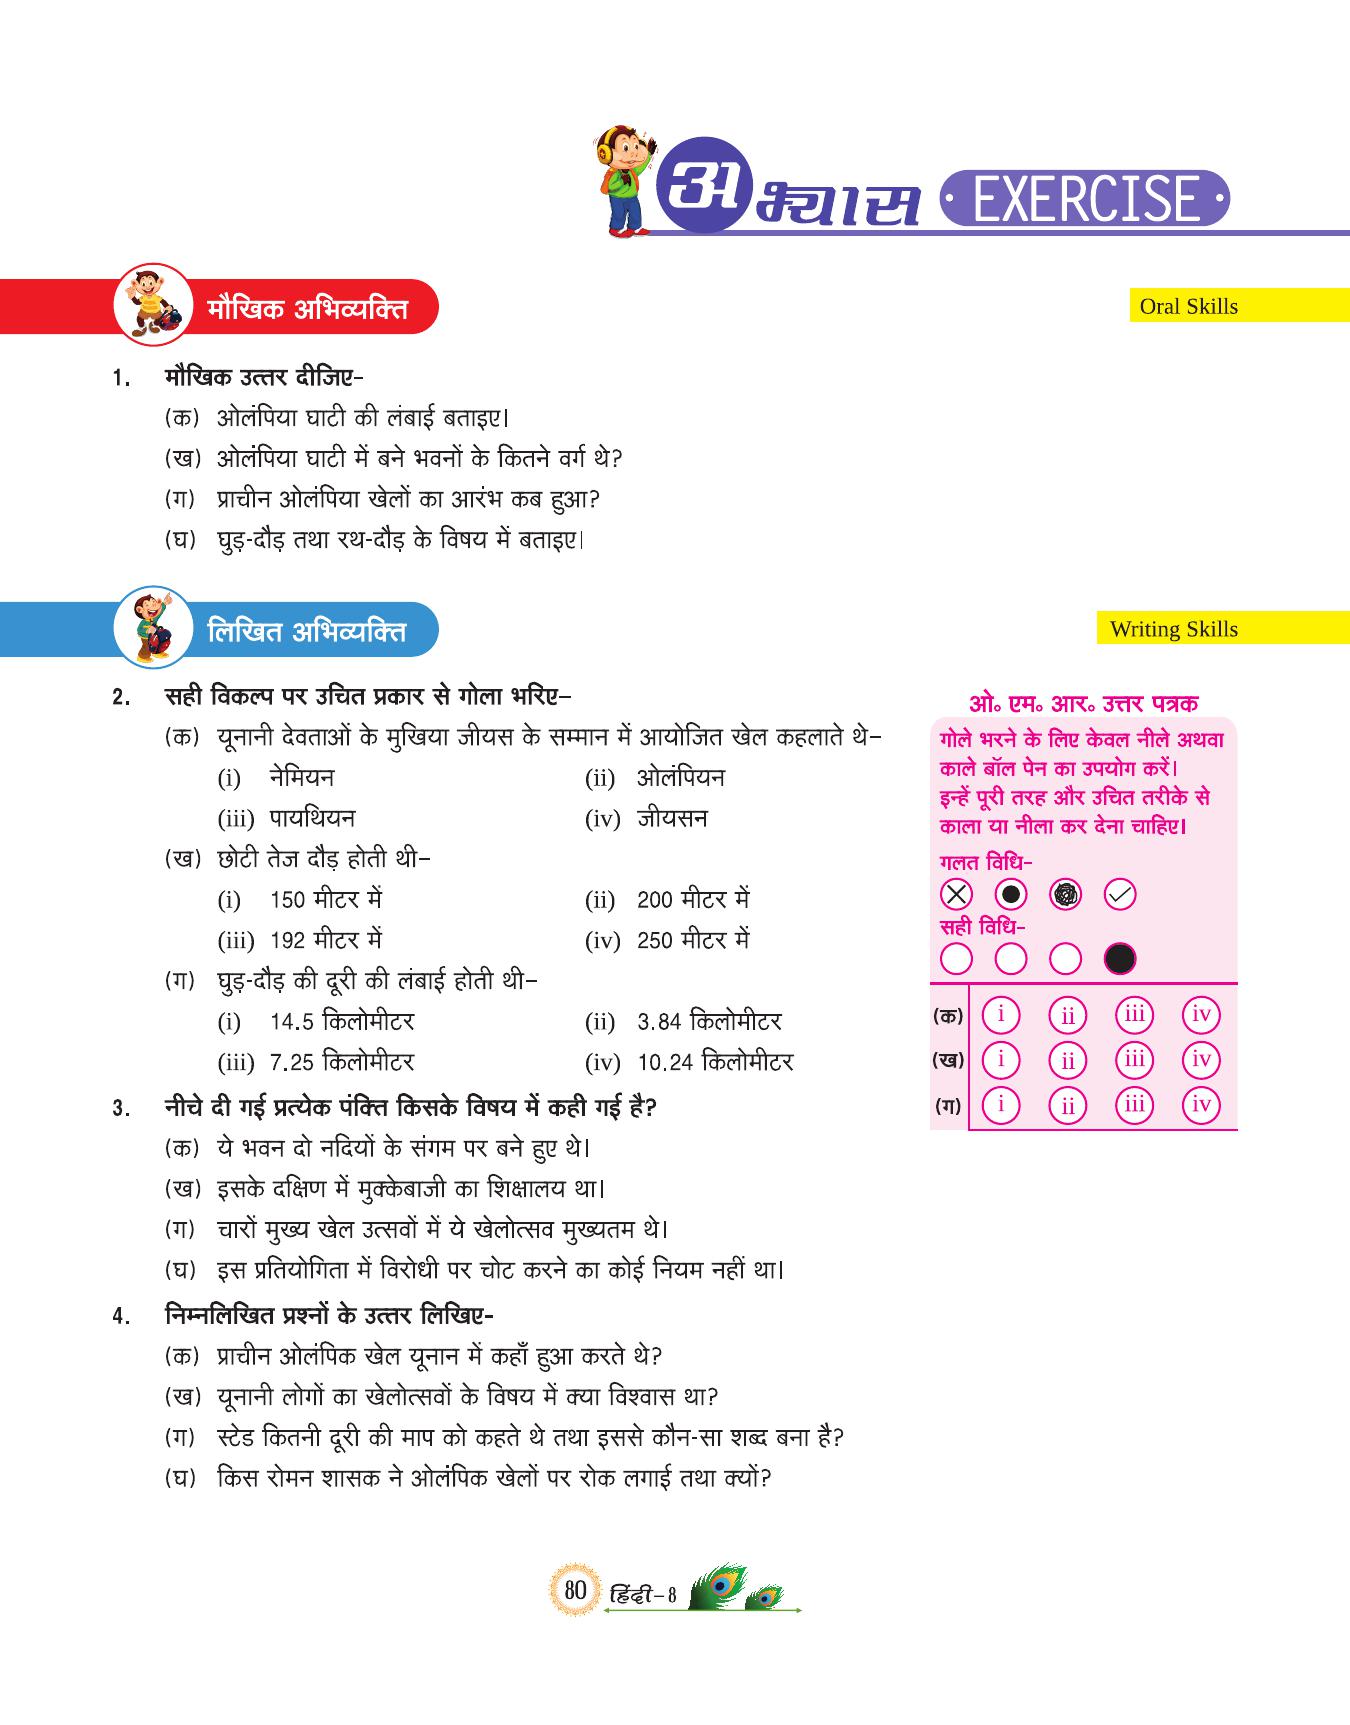 अभ्यास EXERCISE
मौखिक अभिव्यक्ति
Oral Skills
1. मौखिक उत्तर दीजिए–
(क) ओलंपिया घाटी की लंबाई बताइए।
(ख) ओलंपिया घाटी में बने भवनों के कितने वर्ग थे?
(ग) प्राचीन ओलंपिया खेलों का आरंभ कब हुआ?
(घ) घुड़-दौड़ तथा रथ-दौड़ के विषय में बताइए।
लिखित अभिव्यक्ति
Writing Skills
2. सही विकल्प पर उचित प्रकार से गोला भरिए–
(क) यूनानी देवताओं के मुखिया जीयस के सम्मान में आयोजित खेल कहलाते थे–
(i) नेमियन (ii) ओलंपियन
(iii) पायथियन (iv) जीयसन
(ख) छोटी तेज दौड़ होती थी–
(i) 150 मीटर में (ii) 200 मीटर में
(iii) 192 मीटर में (iv) 250 मीटर में
(ग) घुड़-दौड़ की दूरी की लंबाई होती थी–
(i) 14.5 किलोमीटर (ii) 3.84 किलोमीटर
(iii) 7.25 किलोमीटर (iv) 10.24 किलोमीटर
ओ॰ एम॰ आर॰ उत्तर पत्रक
गोले भरने के लिए केवल नीले अथवा
काले बॉल पेन का उपयोग करें।
इन्हें पूरी तरह और उचित तरीके से
काला या नीला कर देना चाहिए।
गलत विधि–
सही विधि–
(क) i ii iii iv
(ख) i ii iii iv
(ग) i ii iii iv
3. नीचे दी गई प्रत्येक पंक्ति किसके विषय में कही गई है?
(क) ये भवन दो नदियों के संगम पर बने हुए थे।
(ख) इसके दक्षिण में मुक्केबाजी का शिक्षालय था।
(ग) चारों मुख्य खेल उत्सवों में ये खेलोत्सव मुख्यतम थे।
(घ) इस प्रतियोगिता में विरोधी पर चोट करने का कोई नियम नहीं था।
4. निम्नलिखित प्रश्नों के उत्तर लिखिए-
(क) प्राचीन ओलंपिक खेल यूनान में कहाँ हुआ करते थे?
(ख) यूनानी लोगों का खेलोत्सवों के विषय में क्या विश्वास था?
(ग) स्टेड कितनी दूरी की माप को कहते थे तथा इससे कौन-सा शब्द बना है?
(घ) किस रोमन शासक ने ओलंपिक खेलों पर रोक लगाई तथा क्यों?
80 हिंदी–8